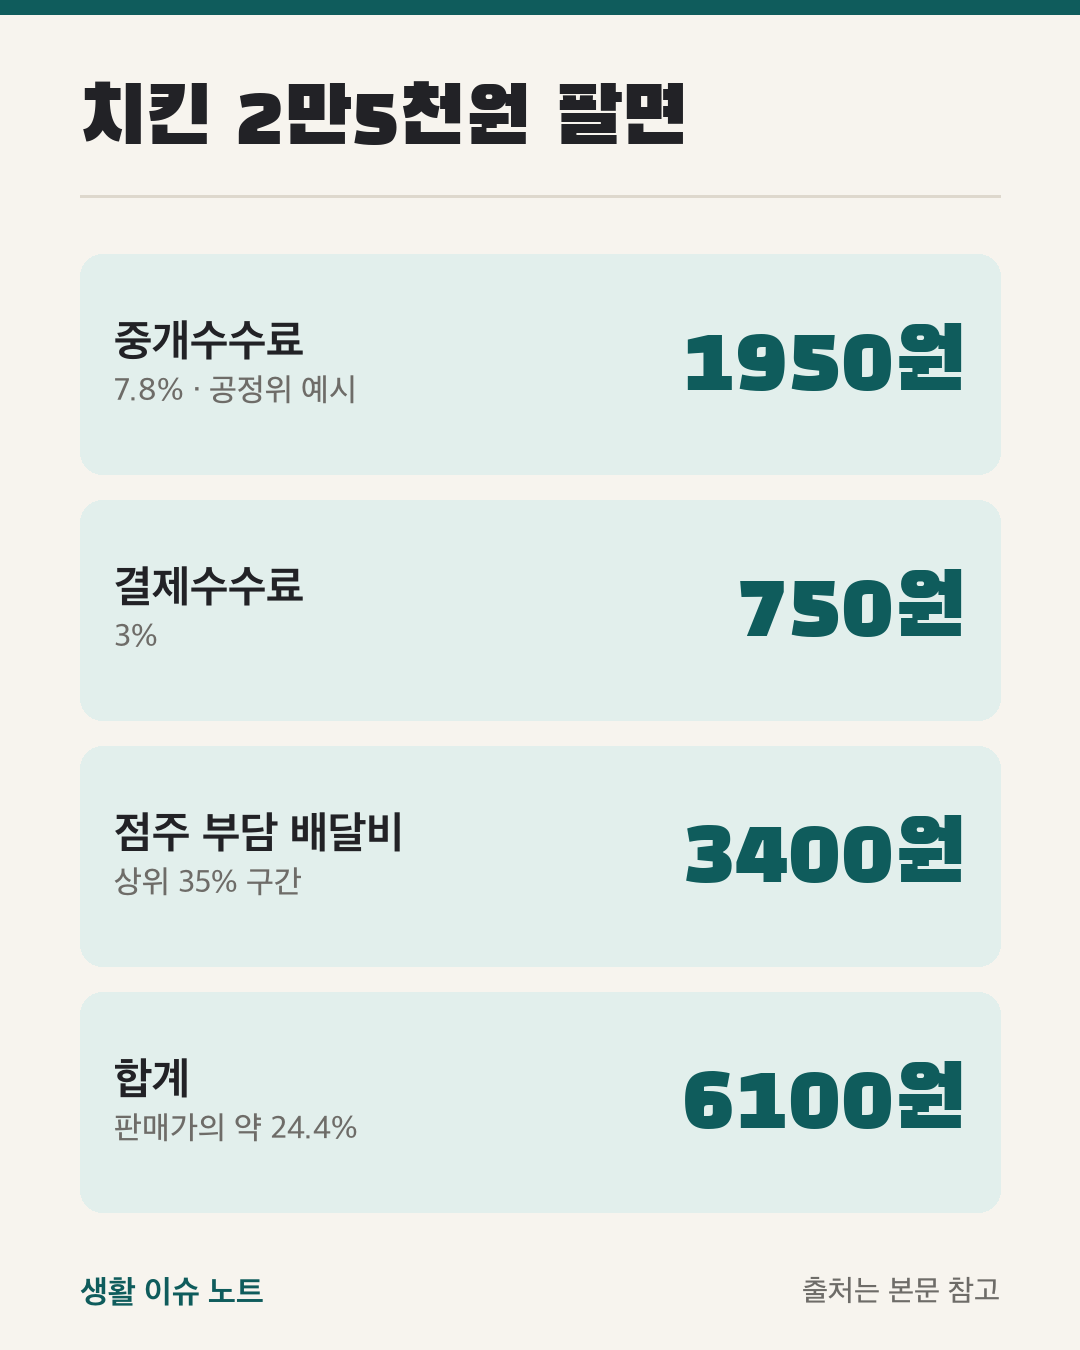 치킨 2만5천원 팔면
중개수수료
7.8% · 공정위 예시
1950원
결제수수료
3%
750원
점주 부담 배달비
상위 35% 구간
3400원
합계
판매가의 약 24.4%
6100원
생활 이슈 노트
출처는 본문 참고